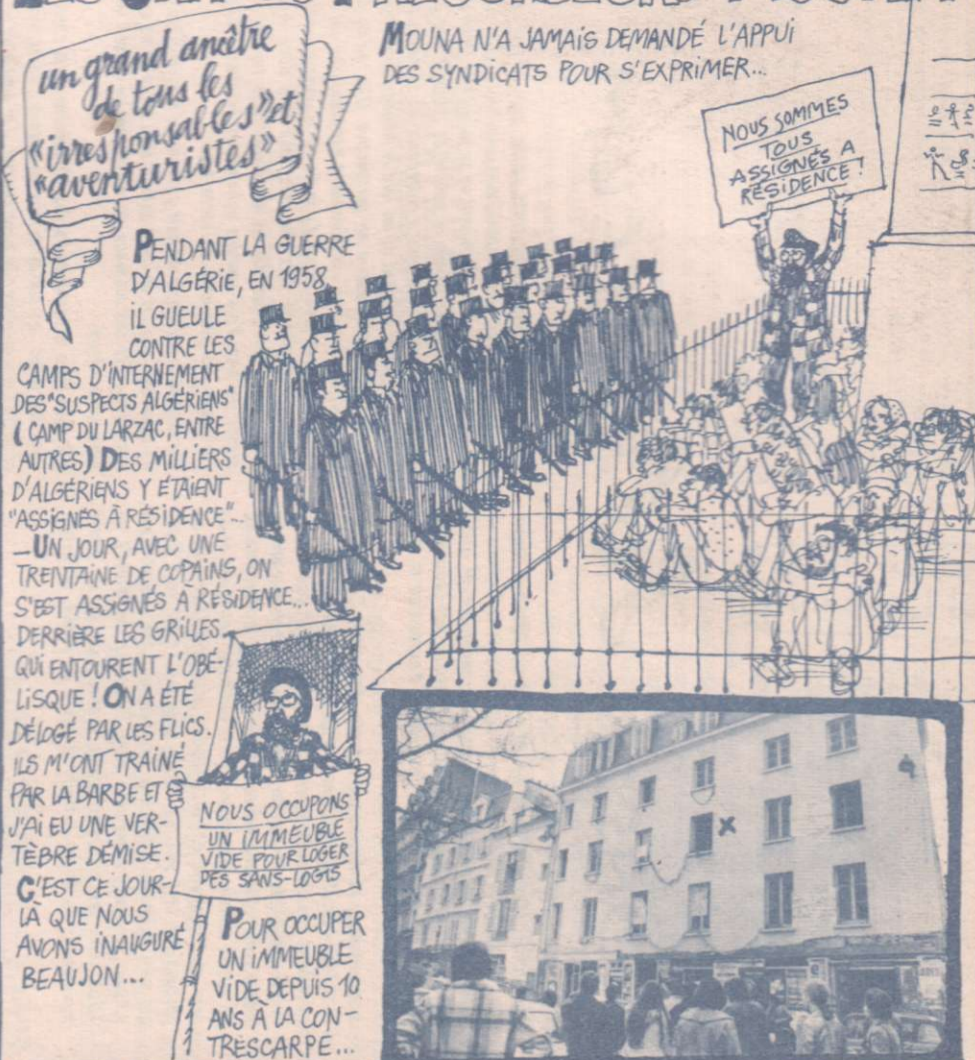 un grand ancêtre
de tous les
«irresponsables» et
«aventuristes»
MOUNA N'A JAMAIS DEMANDÉ L'APPUI
DES SYNDICATS POUR S'EXPRIMER...
NOUS SOMMES
TOUS
ASSIGNÉS A
RÉSIDENCE !
PENDANT LA GUERRE
D'ALGÉRIE, EN 1958,
IL GUEULE
CONTRE LES
CAMPS D'INTERNEMENT
DES "SUSPECTS ALGÉRIENS"
( CAMP DU LARZAC, ENTRE
AUTRES) DES MILLIERS
D'ALGÉRIENS Y ÉTAIENT
"ASSIGNÉS À RÉSIDENCE"...
_ UN JOUR, AVEC UNE
TRENTAINE DE COPAINS, ON
S'EST ASSIGNÉS A RÉSIDENCE...
DERRIÈRE LES GRILLES
QUI ENTOURENT L'OBÉ-
LISQUE ! ON A ÉTÉ
DÉLOGÉ PAR LES FLICS.
ILS M'ONT TRAINÉ
PAR LA BARBE ET
J'AI EU UNE VER-
TÈBRE DÉMISE.
C'EST CE JOUR-
LÀ QUE NOUS
AVONS INAUGURÉ
BEAUJON...
NOUS OCCUPONS
UN IMMEUBLE
VIDE POUR LOGER
DES SANS-LOGIS
POUR OCCUPER
UN IMMEUBLE
VIDE DEPUIS 10
ANS À LA CON-
TRESCARPE...